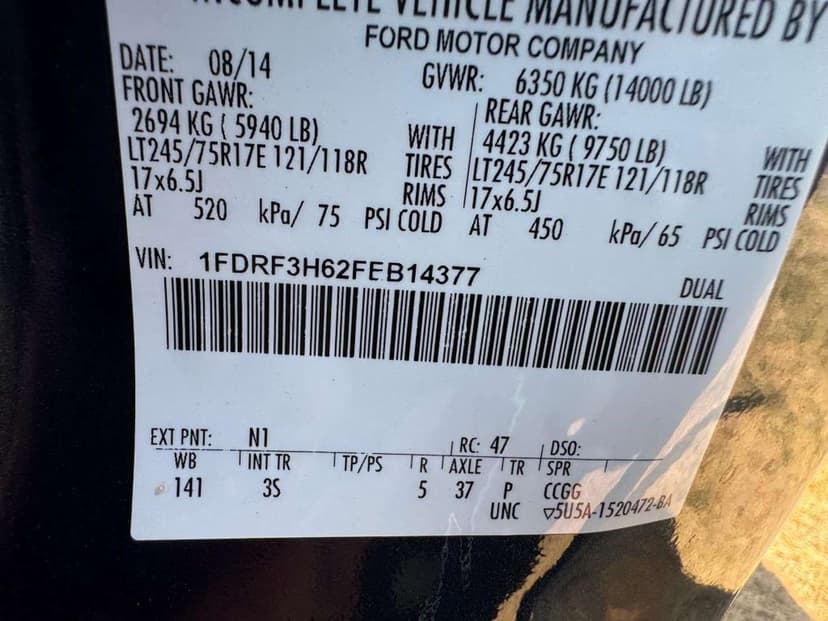 INCOMPLETE VEHICLE MANUFACTURED BY
FORD MOTOR COMPANY
DATE: 08/14 GVWR: 6350 KG (14000 LB)
FRONT GAWR: REAR GAWR:
2694 KG ( 5940 LB) WITH 4423 KG ( 9750 LB) WITH
LT245/75R17E 121/118R TIRES LT245/75R17E 121/118R TIRES
17x6.5J RIMS 17x6.5J RIMS
AT 520 kPa/ 75 PSI COLD AT 450 kPa/ 65 PSI COLD
VIN: 1FDRF3H62FEB14377 DUAL
EXT PNT: N1 RC: 47 DSO:
WB INT TR TP/PS R AXLE TR SPR
141 3S 5 37 P CCGG
UNC ▽5U5A-1520472-BA